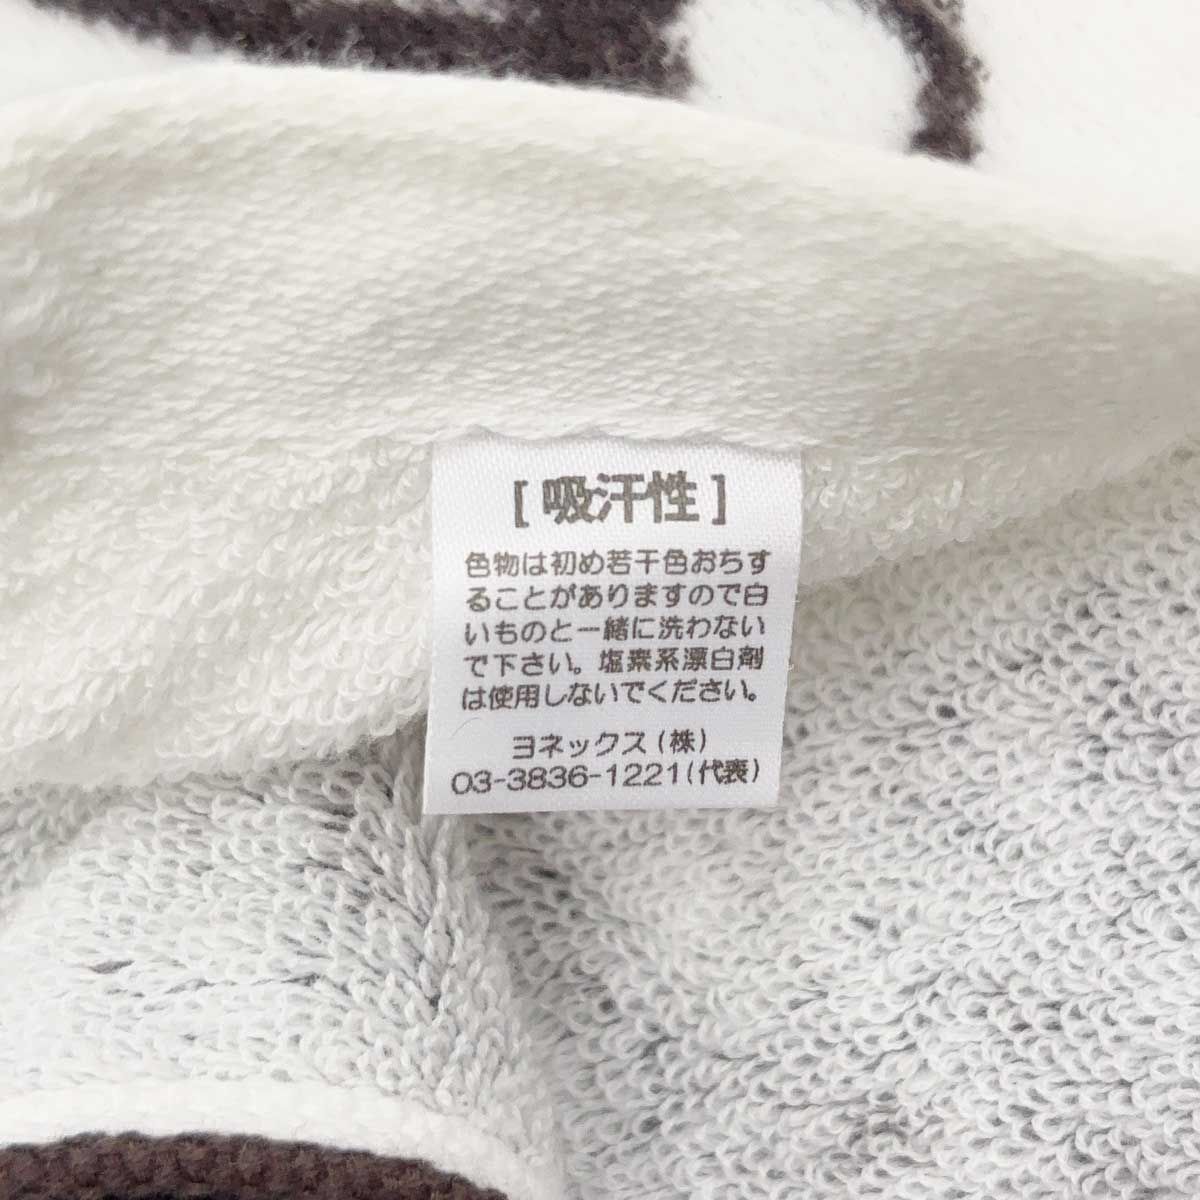 [吸汗性]
色物は初め若干色おちす
ることがありますので白
いものと一緒に洗わない
で下さい。塩素系漂白剤
は使用しないでください。
ヨネックス(株)
03-3836-1221(代表)